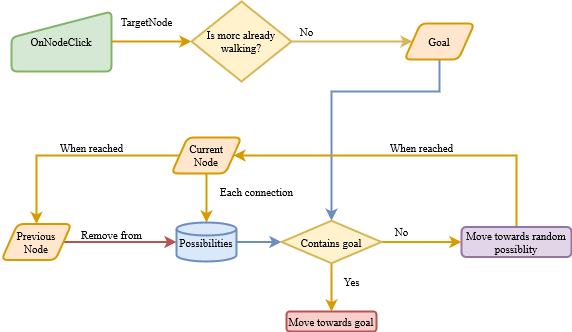 TargetNode
OnNodeClick
Is more already
walking?
No
Goal
When reached
Current
Node
When reached
Each connection
Previous
Node
Remove from
Possibilities
Contains goal
No
Move towards random
possiblity
Yes
Move towards goal